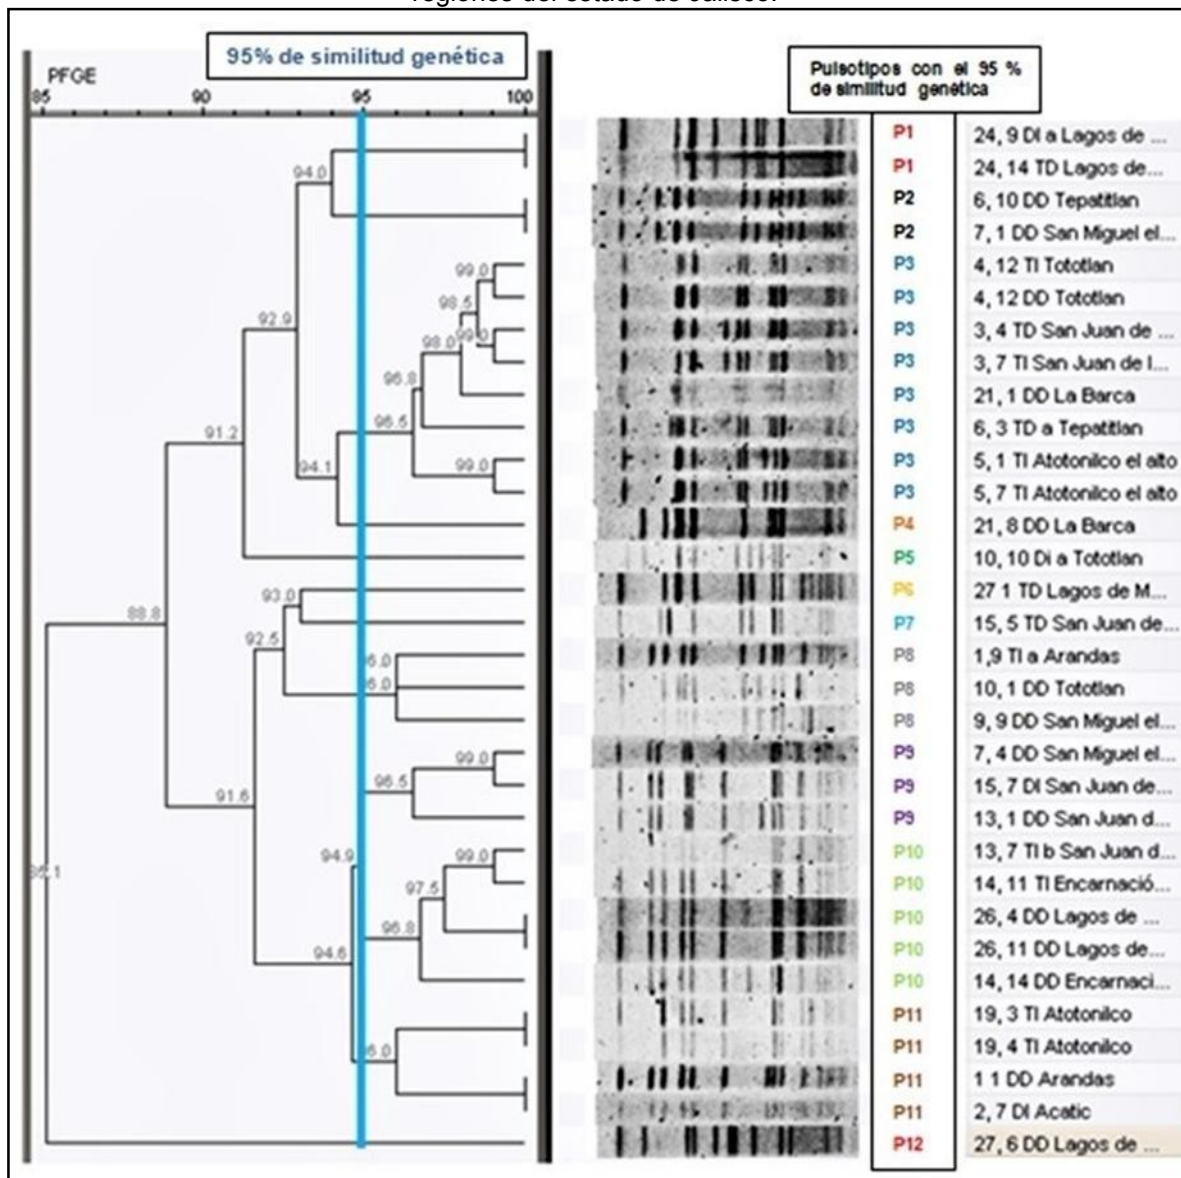 regiones del estado de Jalisco.
95% de similitud genética
PFGE
85 90 95 100
Pulsotipos con el 95 %
de similitud genética
P1 24, 9 DI a Lagos de ...
P1 24, 14 TD Lagos de...
94.0
P2 6, 10 DD Tepatitlan
P2 7, 1 DD San Miguel el...
99.0 P3 4, 12 TI Tototlan
98.5 P3 4, 12 DD Tototlan
92.9 P3 3, 4 TD San Juan de ...
98.0 99.0 P3 3, 7 TI San Juan de l...
96.8 P3 21, 1 DD La Barca
91.2 96.5 P3 6, 3 TD a Tepatitlan
94.1 99.0 P3 5, 1 TI Atotonilco el alto
P3 5, 7 TI Atotonilco el alto
P4 21, 8 DD La Barca
P5 10, 10 Di a Tototlan
93.0 P6 27 1 TD Lagos de M...
88.8 P7 15, 5 TD San Juan de...
92.5 6.0 P8 1,9 TI a Arandas
6.0 P8 10, 1 DD Tototlan
P8 9, 9 DD San Miguel el...
99.0 P9 7, 4 DD San Miguel el...
91.6 96.5 P9 15, 7 DI San Juan de...
P9 13, 1 DD San Juan d...
94.9 99.0 P10 13, 7 TI b San Juan d...
97.5 P10 14, 11 TI Encarnació...
96.8 P10 26, 4 DD Lagos de ...
94.6 P10 26, 11 DD Lagos de...
P10 14, 14 DD Encarnaci...
P11 19, 3 TI Atotonilco
6.0 P11 19, 4 TI Atotonilco
P11 1 1 DD Arandas
P11 2, 7 DI Acatic
P12 27, 6 DD Lagos de ...